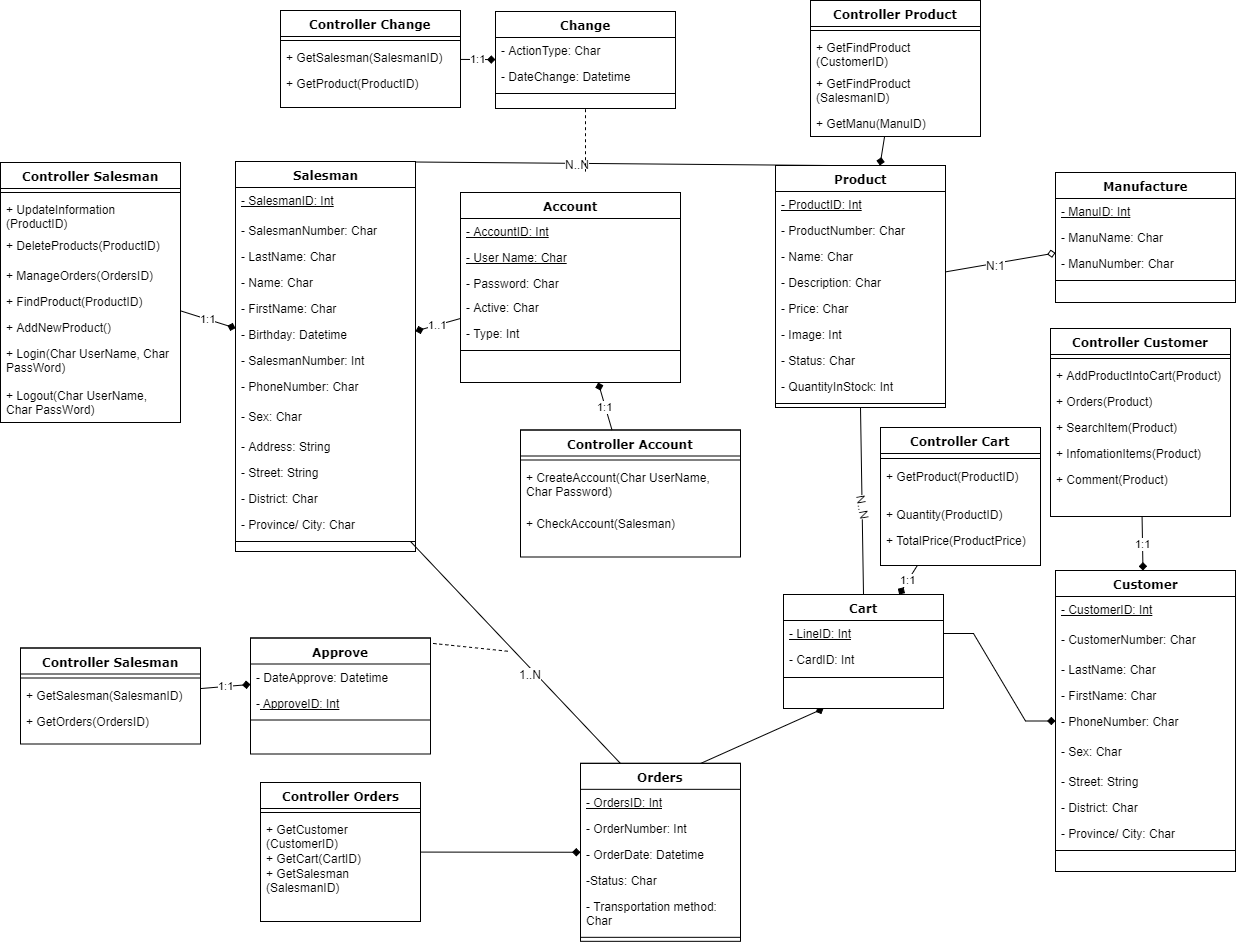 Controller Change
+ GetSalesman(SalesmanID)
+ GetProduct(ProductID)
1:1
Change
- ActionType: Char
- DateChange: Datetime
Controller Product
+ GetFindProduct
(CustomerID)
+ GetFindProduct
(SalesmanID)
+ GetManu(ManuID)
N..N
Controller Salesman
+ UpdateInformation
(ProductID)
+ DeleteProducts(ProductID)
+ ManageOrders(OrdersID)
+ FindProduct(ProductID)
+ AddNewProduct()
+ Login(Char UserName, Char
PassWord)
+ Logout(Char UserName,
Char PassWord)
1:1
Salesman
- SalesmanID: Int
- SalesmanNumber: Char
- LastName: Char
- Name: Char
- FirstName: Char
- Birthday: Datetime
- SalesmanNumber: Int
- PhoneNumber: Char
- Sex: Char
- Address: String
- Street: String
- District: Char
- Province/ City: Char
1..1
Account
- AccountID: Int
- User Name: Char
- Password: Char
- Active: Char
- Type: Int
1:1
Controller Account
+ CreateAccount(Char UserName,
Char Password)
+ CheckAccount(Salesman)
Product
- ProductID: Int
- ProductNumber: Char
- Name: Char
- Description: Char
- Price: Char
- Image: Int
- Status: Char
- QuantityInStock: Int
N:1
Manufacture
- ManuID: Int
- ManuName: Char
- ManuNumber: Char
Controller Customer
+ AddProductIntoCart(Product)
+ Orders(Product)
+ SearchItem(Product)
+ InfomationItems(Product)
+ Comment(Product)
1:1
Controller Cart
+ GetProduct(ProductID)
+ Quantity(ProductID)
+ TotalPrice(ProductPrice)
1:1
N..N
Cart
- LineID: Int
- CardID: Int
Customer
- CustomerID: Int
- CustomerNumber: Char
- LastName: Char
- FirstName: Char
- PhoneNumber: Char
- Sex: Char
- Street: String
- District: Char
- Province/ City: Char
Controller Salesman
+ GetSalesman(SalesmanID)
+ GetOrders(OrdersID)
1:1
Approve
- DateApprove: Datetime
- ApproveID: Int
1..N
Controller Orders
+ GetCustomer
(CustomerID)
+ GetCart(CartID)
+ GetSalesman
(SalesmanID)
Orders
- OrdersID: Int
- OrderNumber: Int
- OrderDate: Datetime
-Status: Char
- Transportation method:
Char